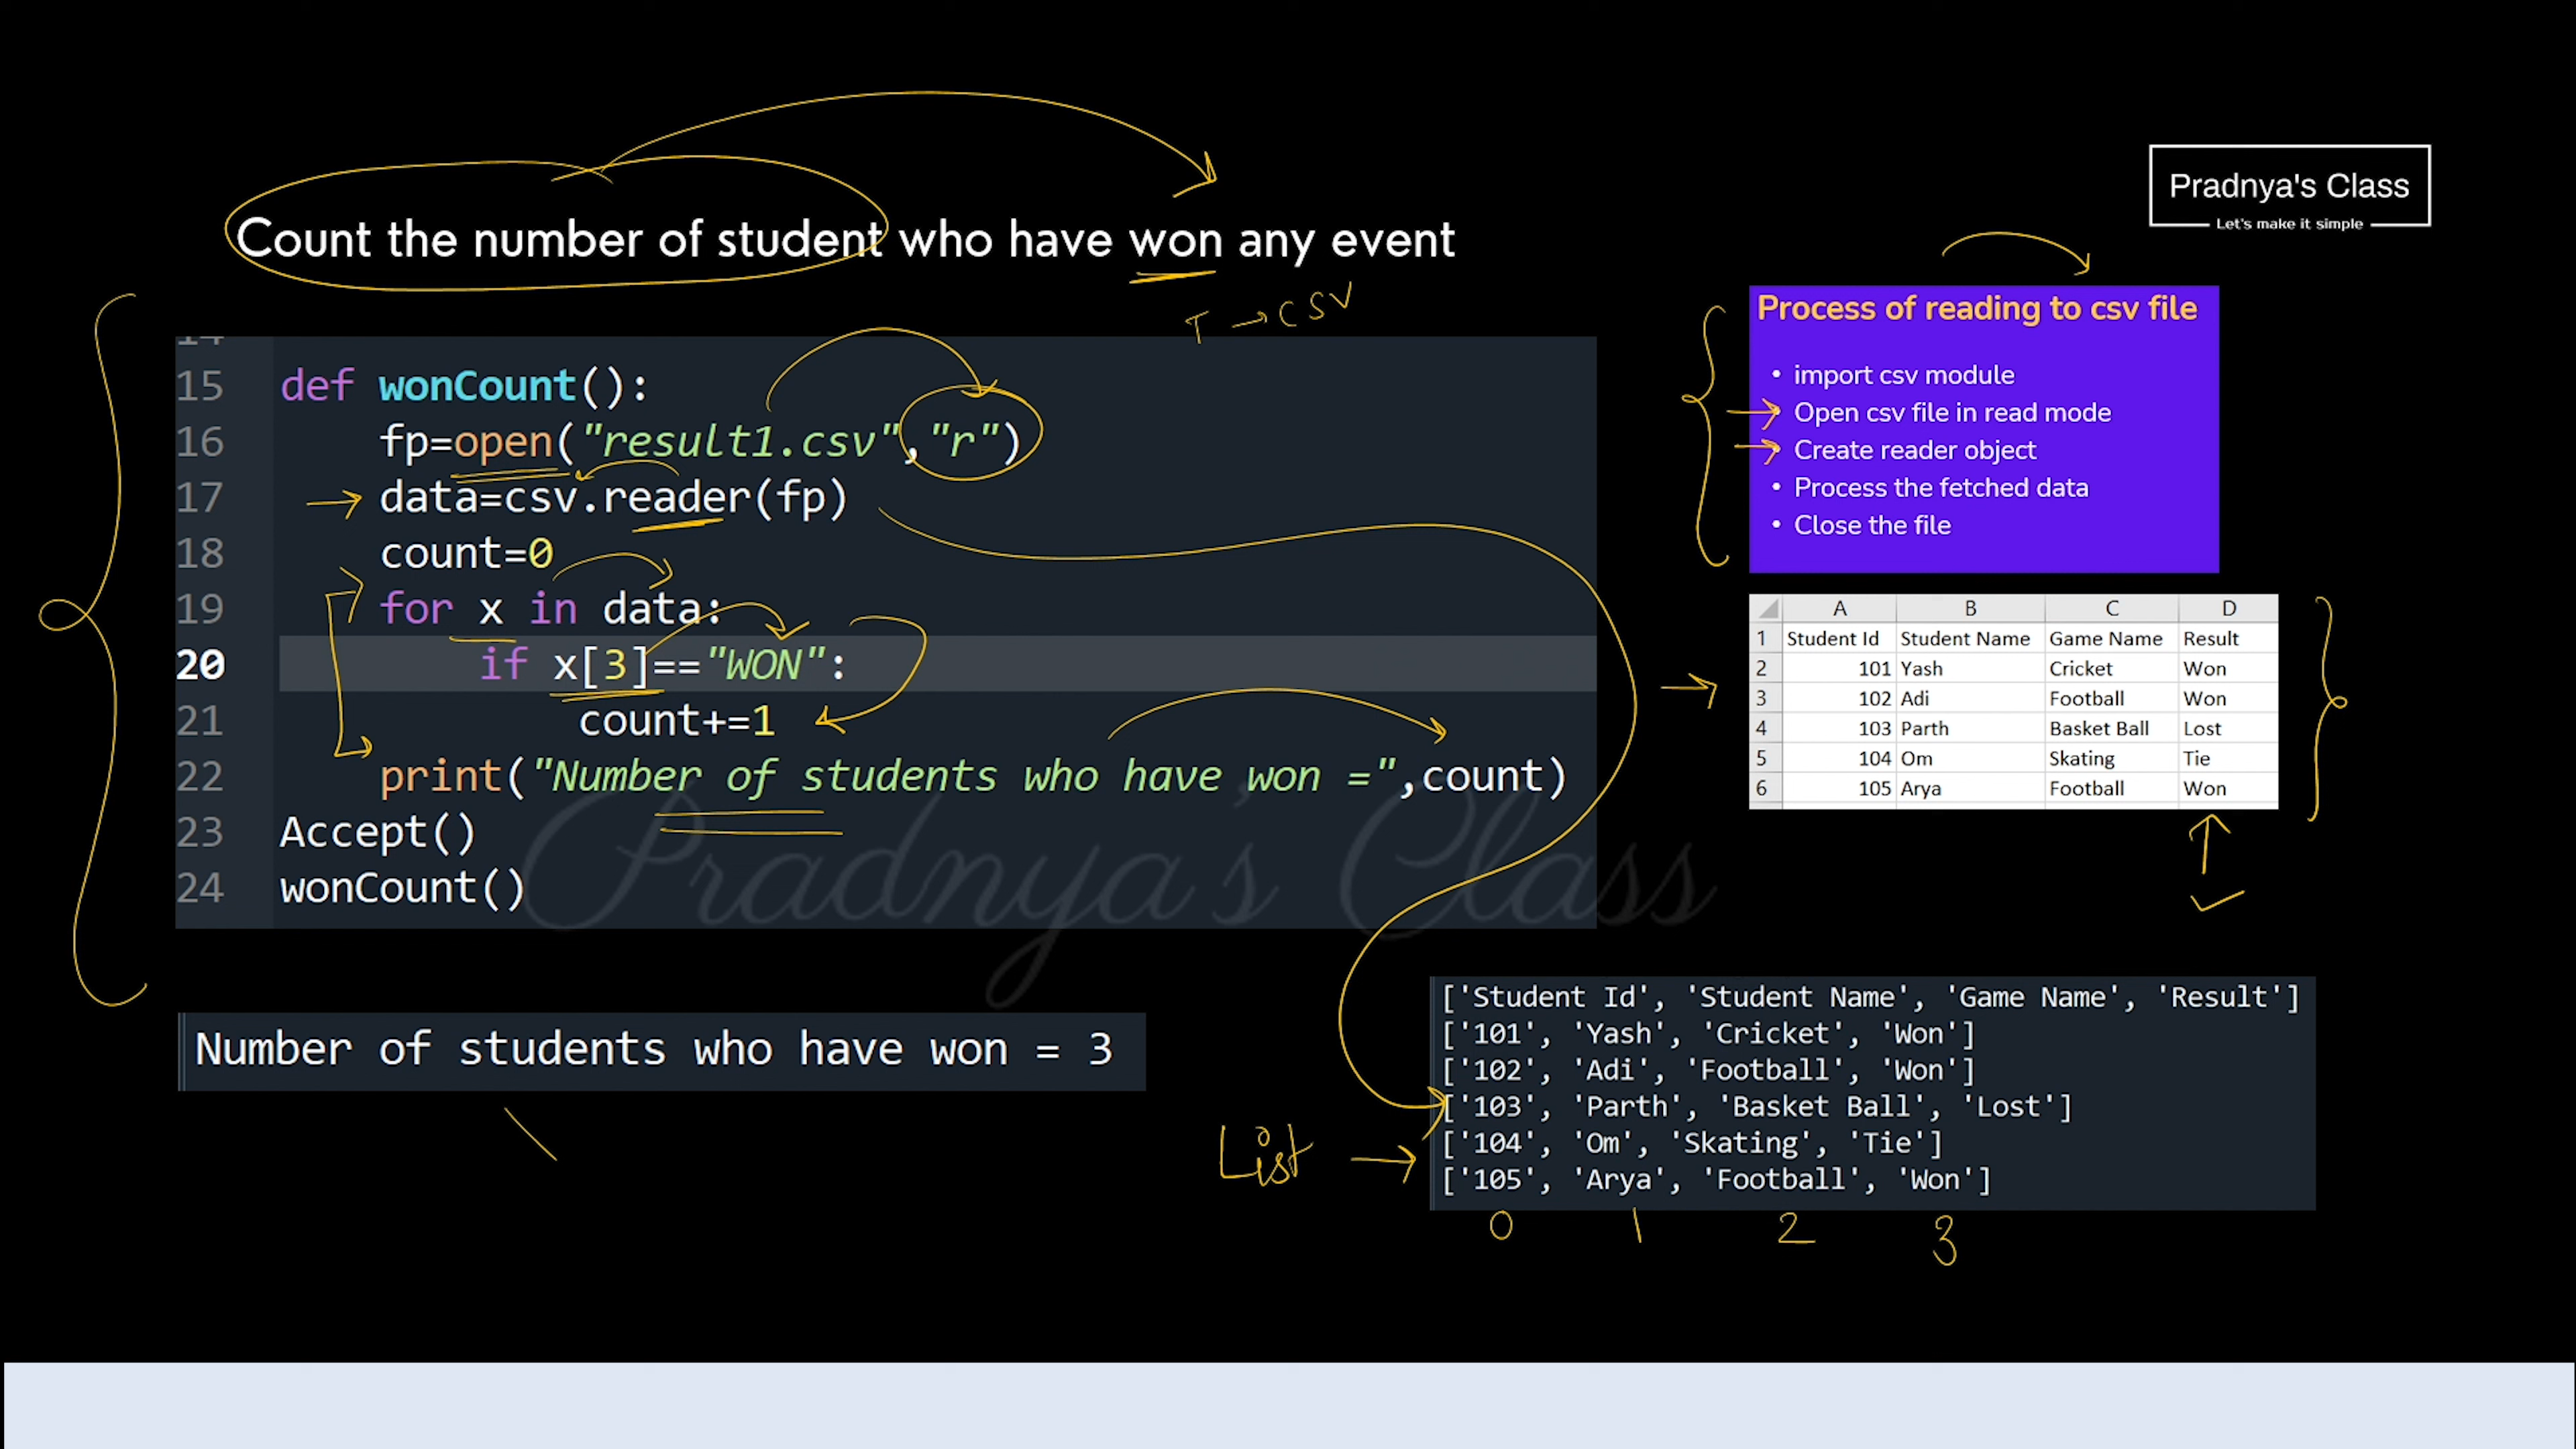 Pradnya's Class
Let's make it simple
Count the number of student who have won any event
T → CSV
14
15 def wonCount():
16 fp=open("result1.csv","r")
17 data=csv.reader(fp)
18 count=0
19 for x in data:
20 if x[3]=="WON":
21 count+=1
22 print("Number of students who have won =",count)
23 Accept()
24 wonCount()
Pradnya's Class
Number of students who have won = 3
Process of reading to csv file
• import csv module
• Open csv file in read mode
• Create reader object
• Process the fetched data
• Close the file
A B C D
1 Student Id Student Name Game Name Result
2 101 Yash Cricket Won
3 102 Adi Football Won
4 103 Parth Basket Ball Lost
5 104 Om Skating Tie
6 105 Arya Football Won
['Student Id', 'Student Name', 'Game Name', 'Result']
['101', 'Yash', 'Cricket', 'Won']
['102', 'Adi', 'Football', 'Won']
['103', 'Parth', 'Basket Ball', 'Lost']
['104', 'Om', 'Skating', 'Tie']
['105', 'Arya', 'Football', 'Won']
List →
0 1 2 3